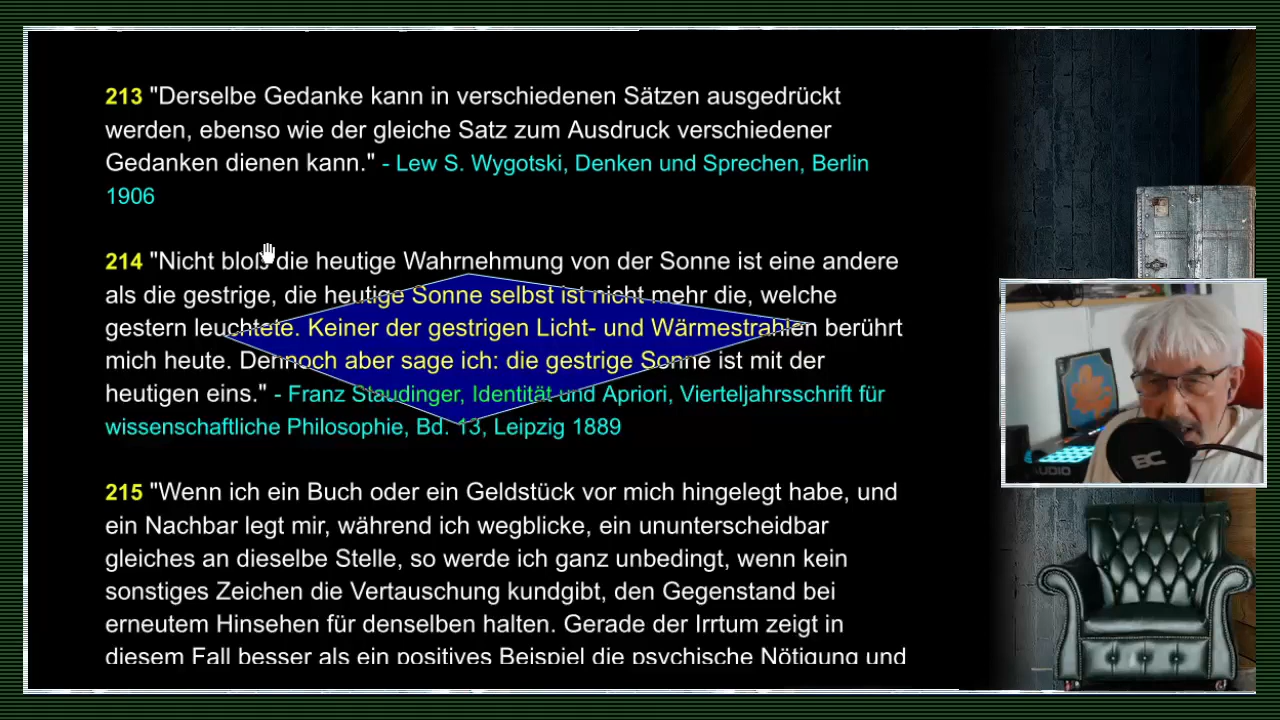 213 "Derselbe Gedanke kann in verschiedenen Sätzen ausgedrückt
werden, ebenso wie der gleiche Satz zum Ausdruck verschiedener
Gedanken dienen kann." - Lew S. Wygotski, Denken und Sprechen, Berlin
1906
214 "Nicht bloß die heutige Wahrnehmung von der Sonne ist eine andere
als die gestrige, die heutige Sonne selbst ist nicht mehr die, welche
gestern leuchtete. Keiner der gestrigen Licht- und Wärmestrahlen berührt
mich heute. Dennoch aber sage ich: die gestrige Sonne ist mit der
heutigen eins." - Franz Staudinger, Identität und Apriori, Vierteljahrsschrift für
wissenschaftliche Philosophie, Bd. 13, Leipzig 1889
215 "Wenn ich ein Buch oder ein Geldstück vor mich hingelegt habe, und
ein Nachbar legt mir, während ich wegblicke, ein ununterscheidbar
gleiches an dieselbe Stelle, so werde ich ganz unbedingt, wenn kein
sonstiges Zeichen die Vertauschung kundgibt, den Gegenstand bei
erneutem Hinsehen für denselben halten. Gerade der Irrtum zeigt in
diesem Fall besser als ein positives Beispiel die psychische Nötigung und
AUDIO
BC